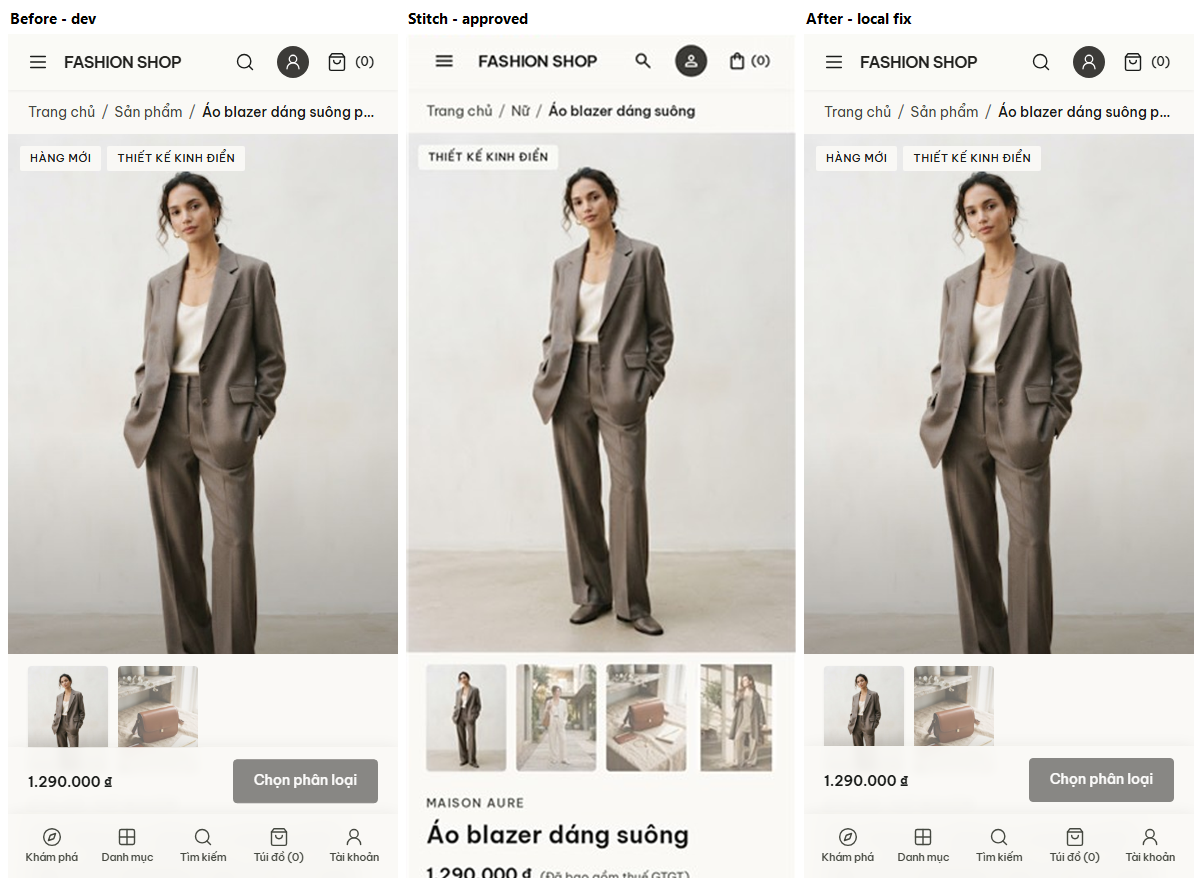 Before - dev
FASHION SHOP
(0)
Trang chủ / Sản phẩm / Áo blazer dáng suông p...
HÀNG MỚI
THIẾT KẾ KINH ĐIỂN
1.290.000 ₫
Chọn phân loại
Khám phá
Danh mục
Tìm kiếm
Túi đồ (0)
Tài khoản
Stitch - approved
FASHION SHOP
(0)
Trang chủ / Nữ / Áo blazer dáng suông
THIẾT KẾ KINH ĐIỂN
MAISON AURE
Áo blazer dáng suông
1.290.000 ₫ (Đã bao gồm thuế GTGT)
After - local fix
FASHION SHOP
(0)
Trang chủ / Sản phẩm / Áo blazer dáng suông p...
HÀNG MỚI
THIẾT KẾ KINH ĐIỂN
1.290.000 ₫
Chọn phân loại
Khám phá
Danh mục
Tìm kiếm
Túi đồ (0)
Tài khoản